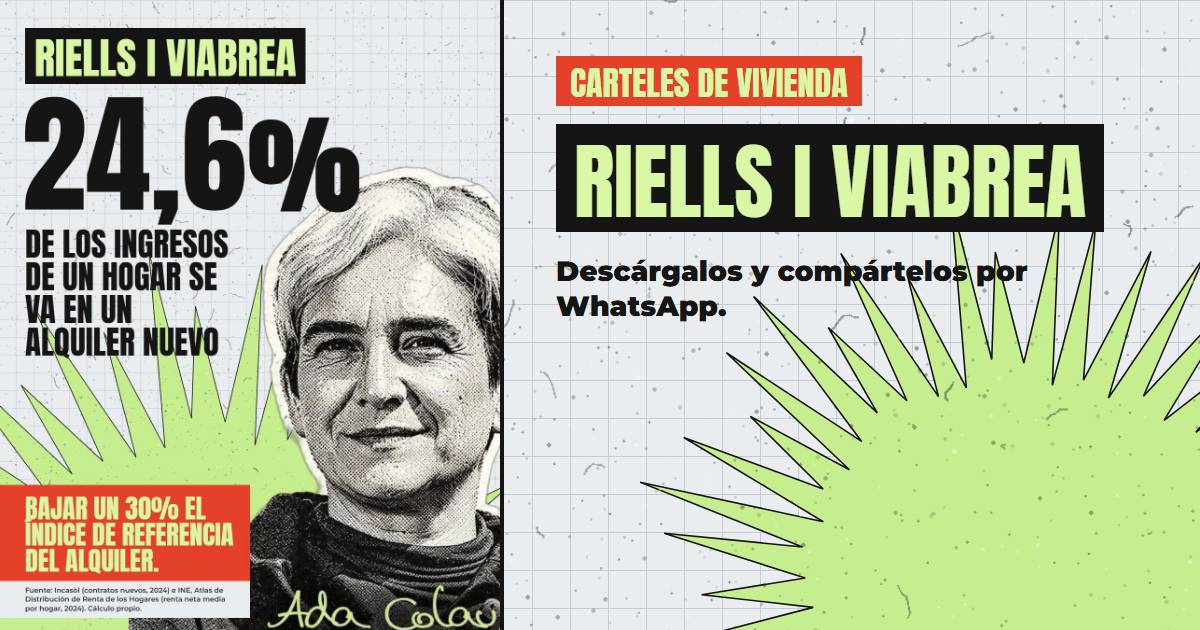 RIELLS I VIABREA
24,6%
DE LOS INGRESOS
DE UN HOGAR SE
VA EN UN
ALQUILER NUEVO
BAJAR UN 30% EL
ÍNDICE DE REFERENCIA
DEL ALQUILER.
Fuente: Incasòl (contratos nuevos, 2024) e INE, Atlas de
Distribución de Renta de los Hogares (renta neta media
por hogar, 2024). Cálculo propio.
Ada Colau
CARTELES DE VIVIENDA
RIELLS I VIABREA
Descárgalos y compártelos por
WhatsApp.